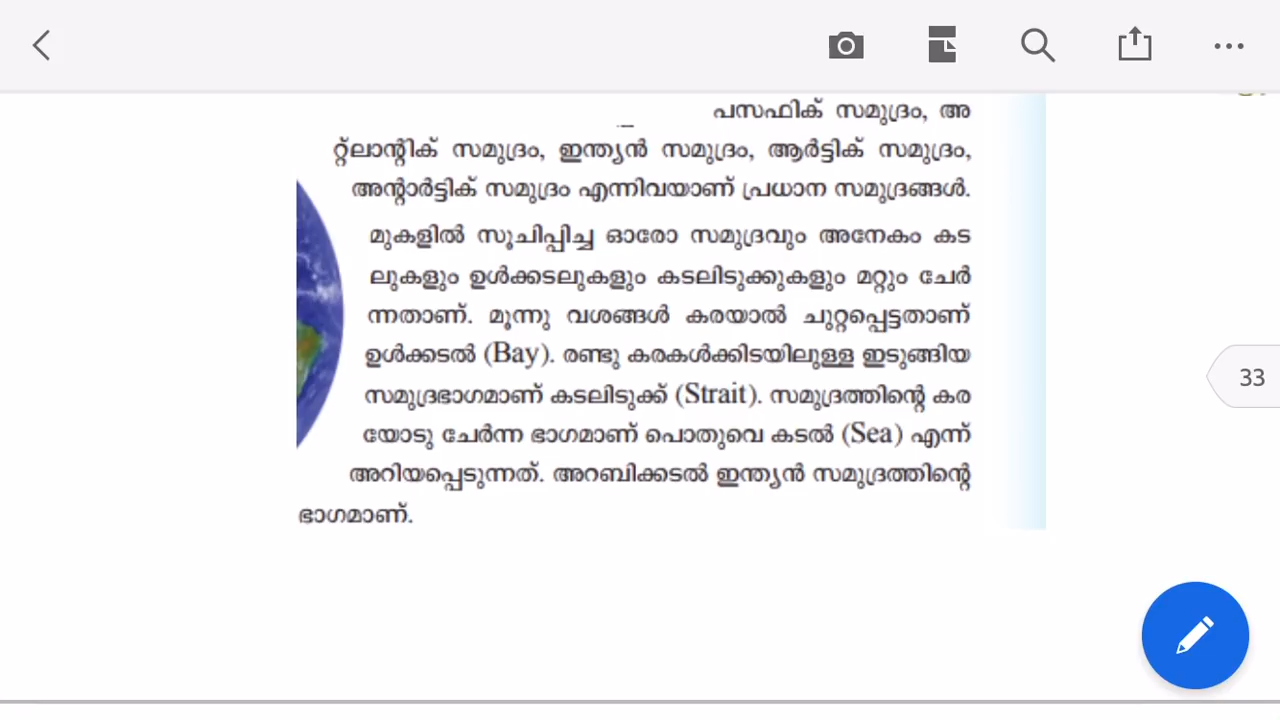 പസഫിക് സമുദ്രം, അ
റ്റ്ലാന്റിക് സമുദ്രം, ഇന്ത്യൻ സമുദ്രം, ആർട്ടിക് സമുദ്രം,
അന്റാർട്ടിക് സമുദ്രം എന്നിവയാണ് പ്രധാന സമുദ്രങ്ങൾ.
മുകളിൽ സൂചിപ്പിച്ച ഓരോ സമുദ്രവും അനേകം കട
ലുകളും ഉൾക്കടലുകളും കടലിടുക്കുകളും മറ്റും ചേർ
ന്നതാണ്. മൂന്നു വശങ്ങൾ കരയാൽ ചുറ്റപ്പെട്ടതാണ്
ഉൾക്കടൽ (Bay). രണ്ടു കരകൾക്കിടയിലുള്ള ഇടുങ്ങിയ
സമുദ്രഭാഗമാണ് കടലിടുക്ക് (Strait). സമുദ്രത്തിന്റെ കര
യോടു ചേർന്ന ഭാഗമാണ് പൊതുവെ കടൽ (Sea) എന്ന്
അറിയപ്പെടുന്നത്. അറബിക്കടൽ ഇന്ത്യൻ സമുദ്രത്തിന്റെ
ഭാഗമാണ്.
33